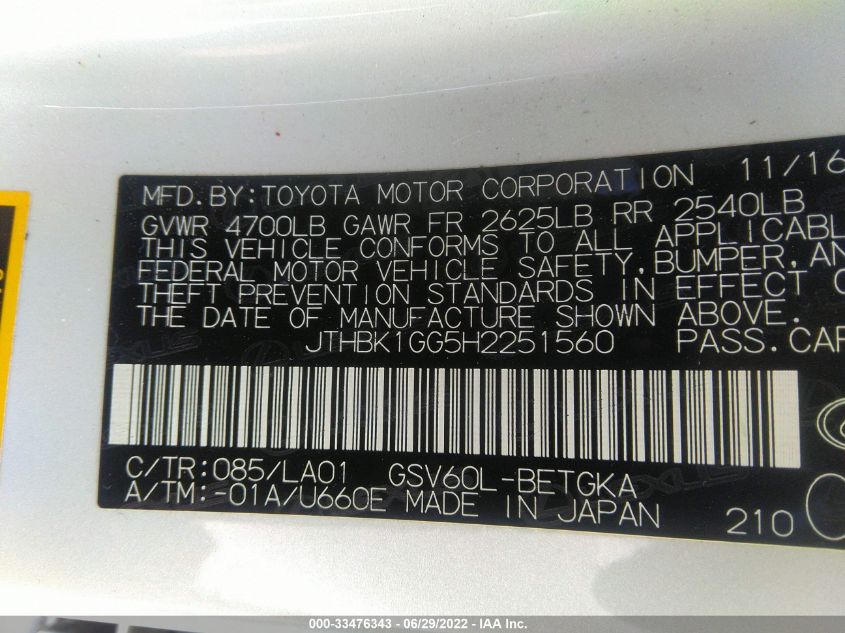 MFD.BY:TOYOTA MOTOR CORPORATION 11/16
GVWR 4700LB GAWR FR 2625LB RR 2540LB
THIS VEHICLE CONFORMS TO ALL APPLICABL
FEDERAL MOTOR VEHICLE SAFETY,BUMPER,AN
THEFT PREVENTION STANDARDS IN EFFECT O
THE DATE OF MANUFACTURE SHOWN ABOVE.
JTHBK1GG5H2251560 PASS.CAR
C/TR:085/LA01 GSV60L-BETGKA
A/TM:-01A/U660E MADE IN JAPAN
210
000-33476343 - 06/29/2022 - IAA Inc.